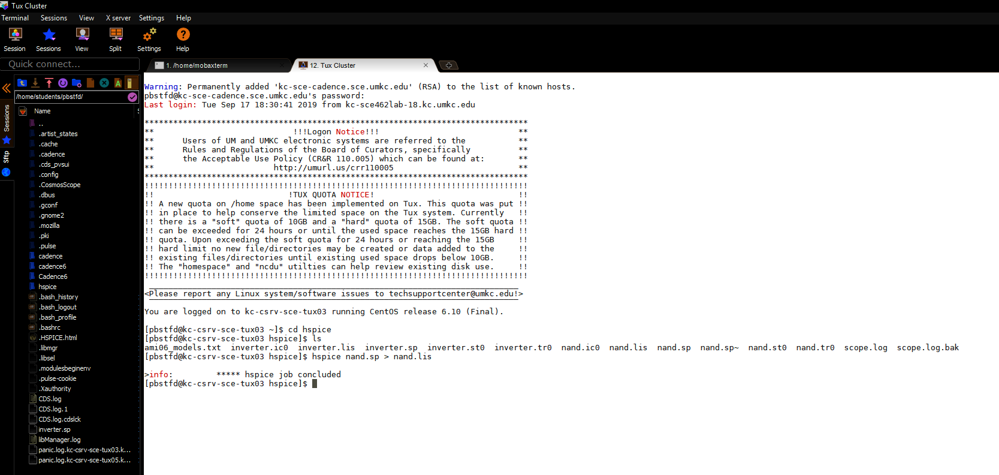 Tux Cluster
Terminal Sessions View X server Settings Help
Session Sessions View Split Settings Help
Quick connect...
1. /home/mobaxterm
12. Tux Cluster
/home/students/pbstfd/
Sessions
Sftp
Name
..
.artist_states
.cache
.cadence
.cds_pvsui
.config
.CosmosScope
.dbus
.gconf
.gnome2
.mozilla
.pki
.pulse
cadence
cadence6
Cadence6
hspice
.bash_history
.bash_logout
.bash_profile
.bashrc
.HSPICE.html
.libmgr
.libsel
.modulesbeginenv
.pulse-cookie
.Xauthority
CDS.log
CDS.log.1
CDS.log.cdslck
inverter.sp
libManager.log
panic.log.kc-csrv-sce-tux03.k...
panic.log.kc-csrv-sce-tux05.k...
Warning: Permanently added 'kc-sce-cadence.sce.umkc.edu' (RSA) to the list of known hosts.
pbstfd@kc-sce-cadence.sce.umkc.edu's password:
Last login: Tue Sep 17 18:30:41 2019 from kc-sce462lab-18.kc.umkc.edu
********************************************************************************
** !!!Logon Notice!!! **
** Users of UM and UMKC electronic systems are referred to the **
** Rules and Regulations of the Board of Curators, specifically **
** the Acceptable Use Policy (CR&R 110.005) which can be found at: **
** http://umurl.us/crr110005 **
********************************************************************************
!!!!!!!!!!!!!!!!!!!!!!!!!!!!!!!!!!!!!!!!!!!!!!!!!!!!!!!!!!!!!!!!!!!!!!!!!!!!!!!!
!! !TUX QUOTA NOTICE! !!
!! A new quota on /home space has been implemented on Tux. This quota was put !!
!! in place to help conserve the limited space on the Tux system. Currently !!
!! there is a "soft" quota of 10GB and a "hard" quota of 15GB. The soft quota !!
!! can be exceeded for 24 hours or until the used space reaches the 15GB hard !!
!! quota. Upon exceeding the soft quota for 24 hours or reaching the 15GB !!
!! hard limit no new file/directories may be created or data added to the !!
!! existing files/directories until existing used space drops below 10GB. !!
!! The "homespace" and "ncdu" utilties can help review existing disk use. !!
!!!!!!!!!!!!!!!!!!!!!!!!!!!!!!!!!!!!!!!!!!!!!!!!!!!!!!!!!!!!!!!!!!!!!!!!!!!!!!!!
<Please report any Linux system/software issues to techsupportcenter@umkc.edu!>
You are logged on to kc-csrv-sce-tux03 running CentOS release 6.10 (Final).
[pbstfd@kc-csrv-sce-tux03 ~]$ cd hspice
[pbstfd@kc-csrv-sce-tux03 hspice]$ ls
ami06_models.txt inverter.ic0 inverter.lis inverter.sp inverter.st0 inverter.tr0 nand.ic0 nand.lis nand.sp nand.sp~ nand.st0 nand.tr0 scope.log scope.log.bak
[pbstfd@kc-csrv-sce-tux03 hspice]$ hspice nand.sp > nand.lis
>info: ***** hspice job concluded
[pbstfd@kc-csrv-sce-tux03 hspice]$